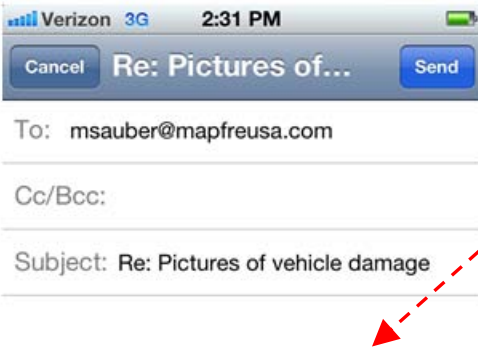 Verizon 3G 2:31 PM
Cancel Re: Pictures of... Send
To: msauber@mapfreusa.com
Cc/Bcc:
Subject: Re: Pictures of vehicle damage